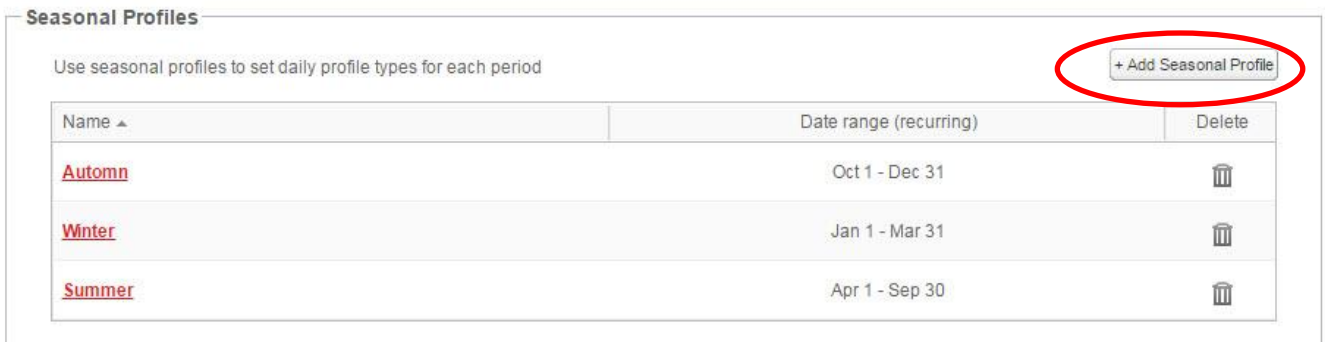 Seasonal Profiles
Use seasonal profiles to set daily profile types for each period
+ Add Seasonal Profile
Name Date range (recurring) Delete
Automn Oct 1 - Dec 31
Winter Jan 1 - Mar 31
Summer Apr 1 - Sep 30